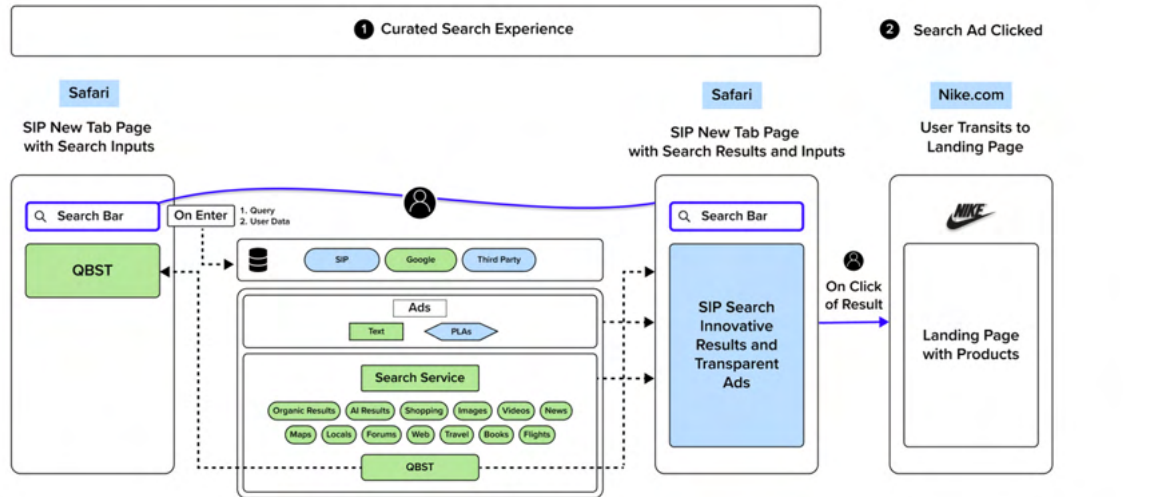 1 Curated Search Experience
2 Search Ad Clicked
Safari
SIP New Tab Page
with Search Inputs
Safari
SIP New Tab Page
with Search Results and Inputs
Nike.com
User Transits to
Landing Page
Search Bar
QBST
On Enter
1. Query
2. User Data
SIP
Google
Third Party
Ads
Text
PLAs
Search Service
Organic Results
AI Results
Shopping
Images
Videos
News
Maps
Locals
Forums
Web
Travel
Books
Flights
QBST
Search Bar
SIP Search
Innovative
Results and
Transparent
Ads
On Click
of Result
NIKE
Landing Page
with Products